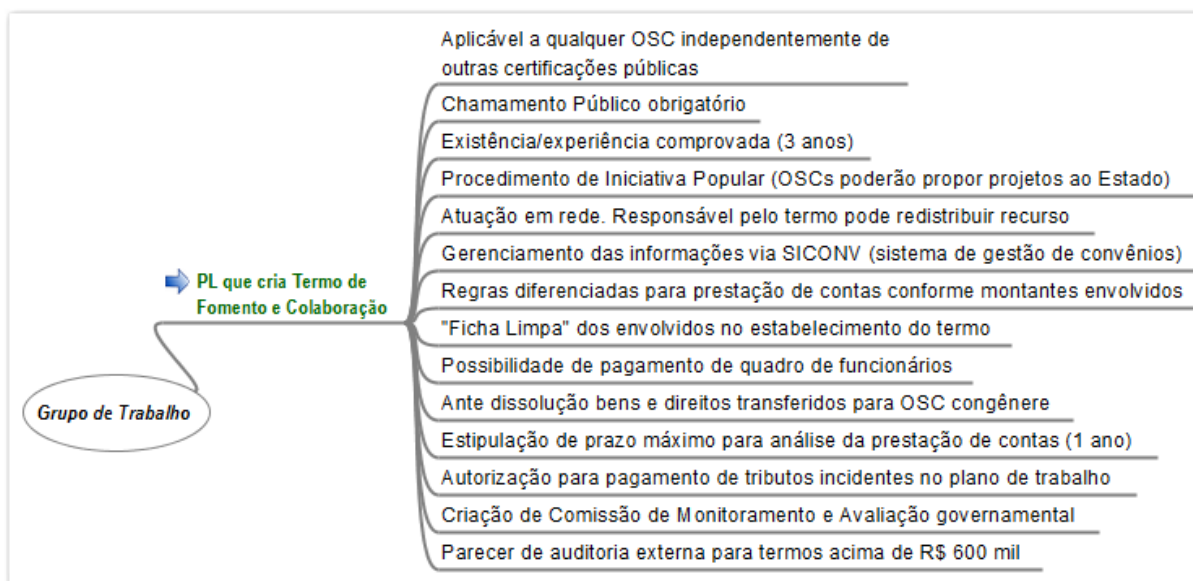 Aplicável a qualquer OSC independentemente de
outras certificações públicas
Chamamento Público obrigatório
Existência/experiência comprovada (3 anos)
Procedimento de Iniciativa Popular (OSCs poderão propor projetos ao Estado)
Atuação em rede. Responsável pelo termo pode redistribuir recurso
Gerenciamento das informações via SICONV (sistema de gestão de convênios)
PL que cria Termo de
Fomento e Colaboração
Regras diferenciadas para prestação de contas conforme montantes envolvidos
"Ficha Limpa" dos envolvidos no estabelecimento do termo
Possibilidade de pagamento de quadro de funcionários
Grupo de Trabalho
Ante dissolução bens e direitos transferidos para OSC congênere
Estipulação de prazo máximo para análise da prestação de contas (1 ano)
Autorização para pagamento de tributos incidentes no plano de trabalho
Criação de Comissão de Monitoramento e Avaliação governamental
Parecer de auditoria externa para termos acima de R$ 600 mil